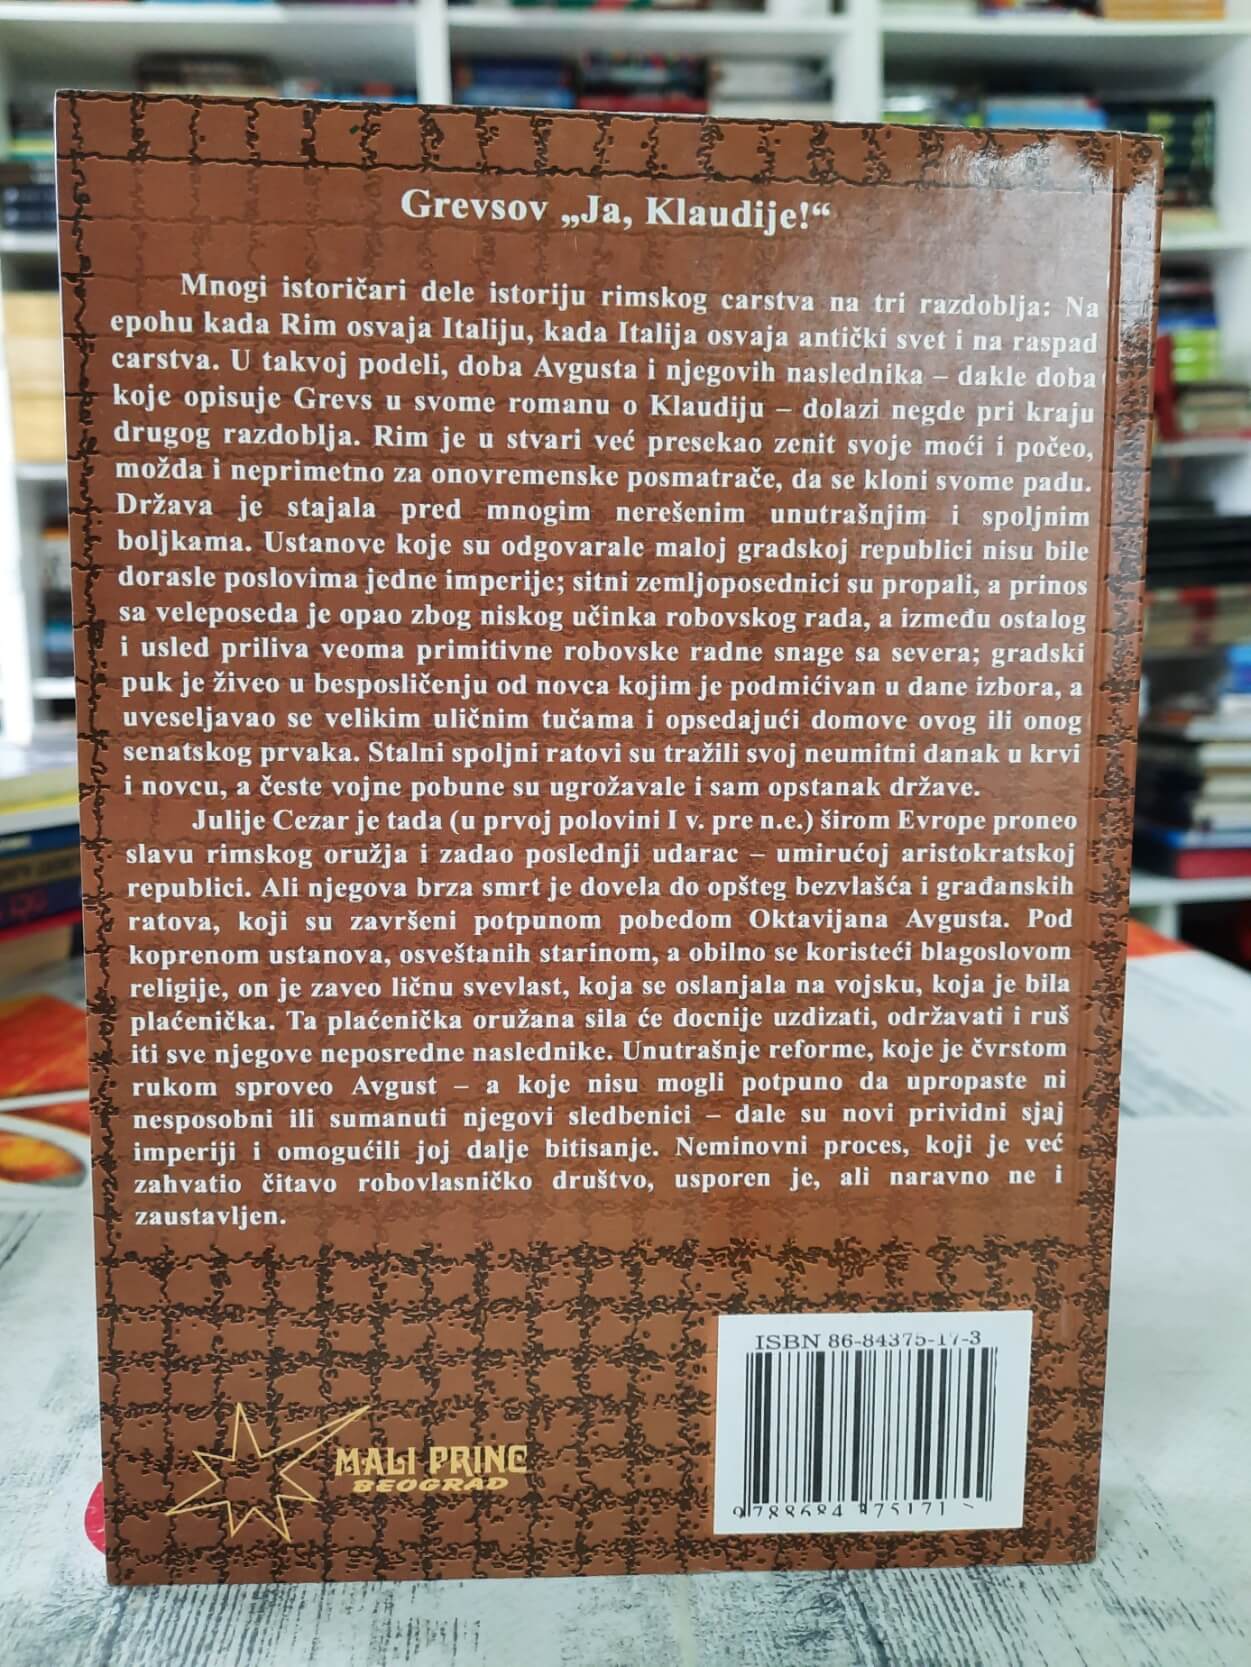 Grevsov „Ja, Klaudije!“
Mnogi istoričari dele istoriju rimskog carstva na tri razdoblja: Na
epohu kada Rim osvaja Italiju, kada Italija osvaja antički svet i na raspad
carstva. U takvoj podeli, doba Avgusta i njegovih naslednika – dakle doba
koje opisuje Grevs u svome romanu o Klaudiju – dolazi negde pri kraju
drugog razdoblja. Rim je u stvari već presekao zenit svoje moći i počeo,
možda i neprimetno za onovremenske posmatrače, da se kloni svome padu.
Država je stajala pred mnogim nerešenim unutrašnjim i spoljnim
boljkama. Ustanove koje su odgovarale maloj gradskoj republici nisu bile
dorasle poslovima jedne imperije; sitni zemljoposednici su propali, a prinos
sa veleposeda je opao zbog niskog učinka robovskog rada, a između ostalog
i usled priliva veoma primitivne robovske radne snage sa severa; gradski
puk je živeo u besposličenju od novca kojim je podmićivan u dane izbora, a
uveseljavao se velikim uličnim tučama i opsedajući domove ovog ili onog
senatskog prvaka. Stalni spoljni ratovi su tražili svoj neumitni danak u krvi
i novcu, a česte vojne pobune su ugrožavale i sam opstanak države.
Julije Cezar je tada (u prvoj polovini I v. pre n.e.) širom Evrope proneo
slavu rimskog oružja i zadao poslednji udarac – umirućoj aristokratskoj
republici. Ali njegova brza smrt je dovela do opšteg bezvlašća i građanskih
ratova, koji su završeni potpunom pobedom Oktavijana Avgusta. Pod
koprenom ustanova, osveštanih starinom, a obilno se koristeći blagoslovom
religije, on je zaveo ličnu svevlast, koja se oslanjala na vojsku, koja je bila
plaćenička. Ta plaćenička oružana sila će docnije uzdizati, održavati i ruš
iti sve njegove neposredne naslednike. Unutrašnje reforme, koje je čvrstom
rukom sproveo Avgust – a koje nisu mogli potpuno da upropaste ni
nesposobni ili sumanuti njegovi sledbenici – dale su novi prividni sjaj
imperiji i omogućili joj dalje bitisanje. Neminovni proces, koji je već
zahvatio čitavo robovlasničko društvo, usporen je, ali naravno ne i
zaustavljen.
ISBN 86-84375-17-3
9 788684 375171
MALI PRINC
BEOGRAD